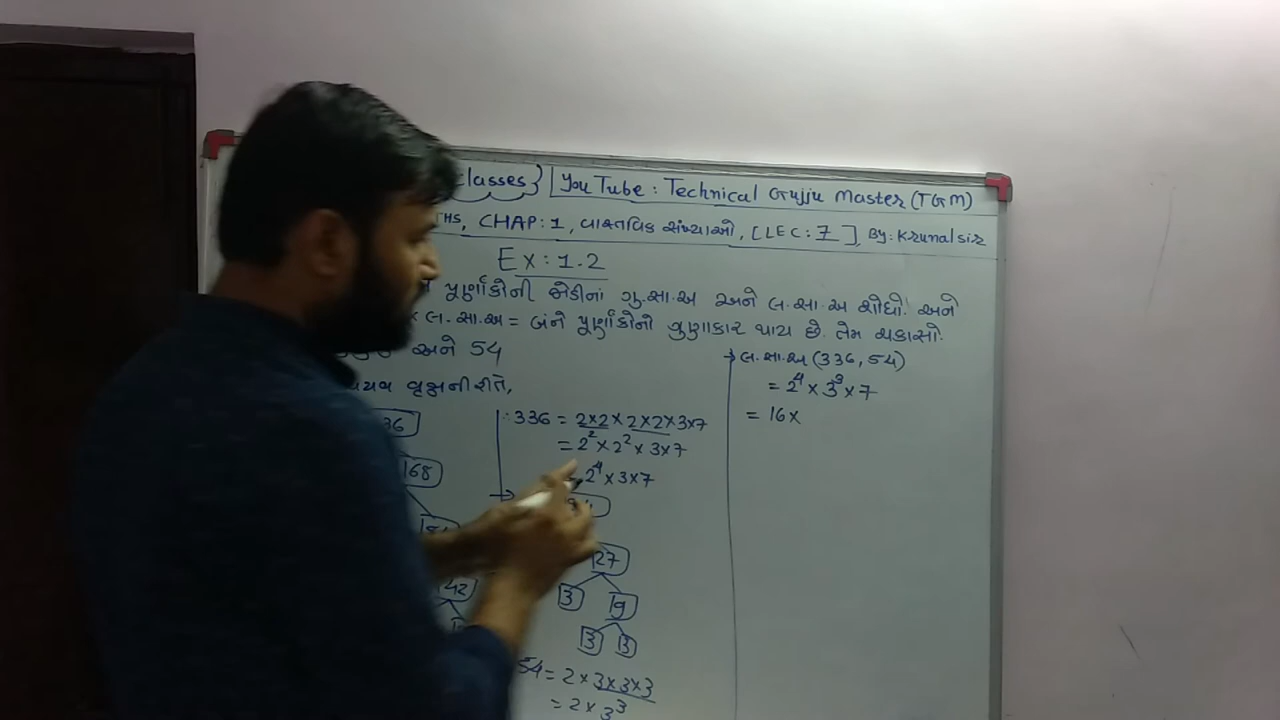 classes} | YouTube : Technical Gujju Master (TGM)
THS, CHAP : 1, વાસ્તવિક સંખ્યાઓ, [LEC : 7], By : Krunal sir
Ex : 1.2
પૂર્ણાંકોની જોડીનાં ગુ.સા.અ અને લ.સા.અ શોધો. અને
× લ.સા.અ = બંને પૂર્ણાંકોનો ગુણાકાર થાય છે. તેમ ચકાસો.
અને 54
વૃક્ષની રીતે,
36
168
42
∴ 336 = 2×2×2×2×3×7
= 2² × 2² × 3×7
= 2⁴ × 3×7
27
3 9
3 3
54 = 2 × 3×3×3
= 2 × 3³
→ લ.સા.અ (336, 54)
= 2⁴ × 3³ × 7
= 16 ×